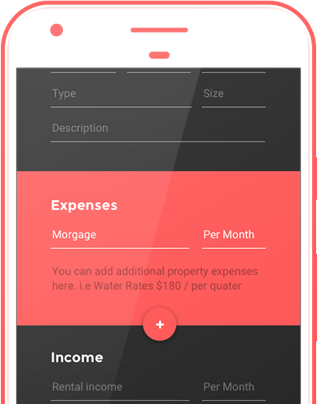 Type Size
Description
Expenses
Morgage Per Month
You can add additional property expenses
here. i.e Water Rates $180 / per quater
+
Income
Rental income Per Month